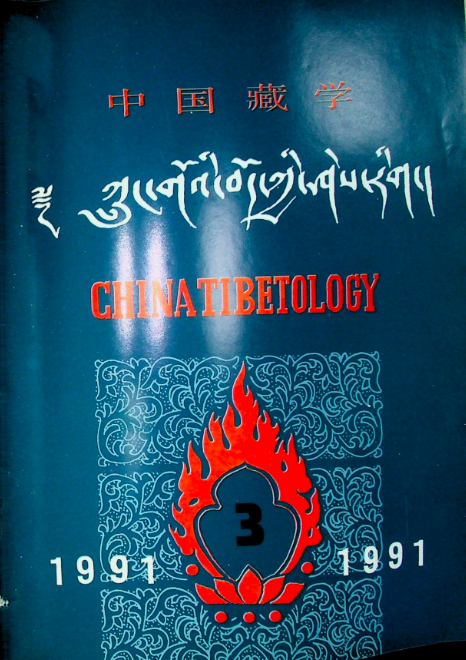 中国藏学
༄༅། ཀྲུང་གོའི་བོད་ཀྱི་ཤེས་རིག །
CHINA TIBETOLOGY
3
1991 1991